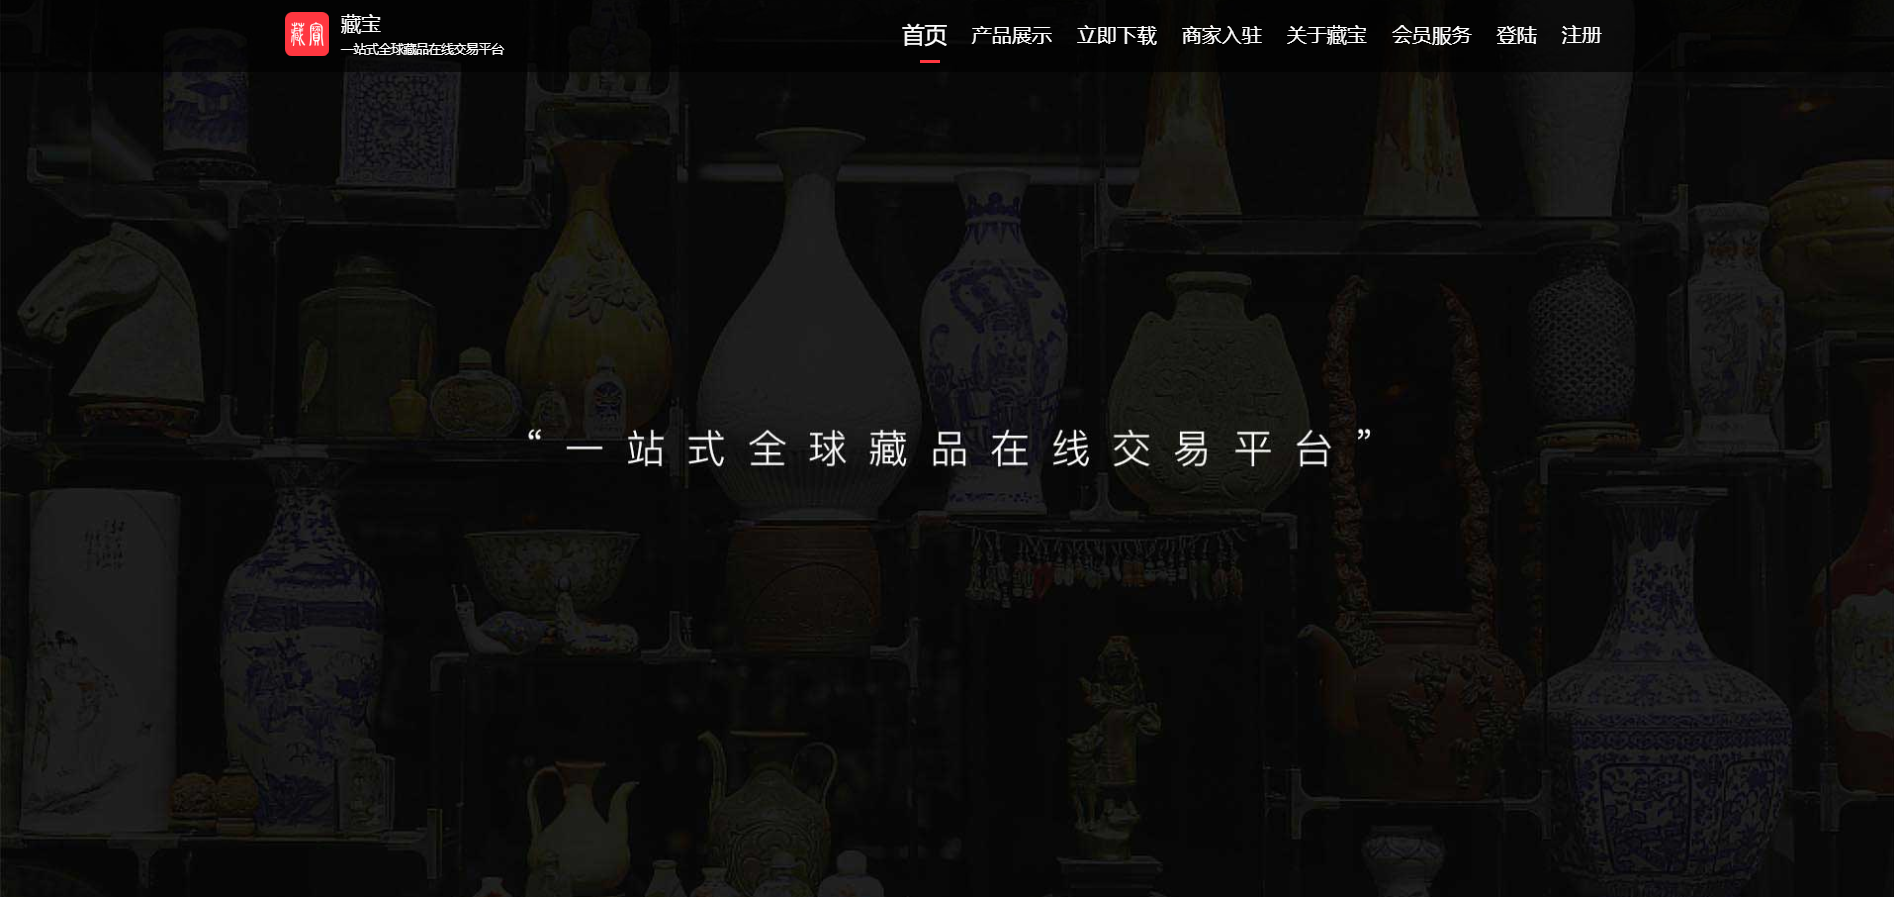 藏寶
藏宝
一站式全球藏品在线交易平台
首页 产品展示 立即下载 商家入驻 关于藏宝 会员服务 登陆 注册
“一站式全球藏品在线交易平台”